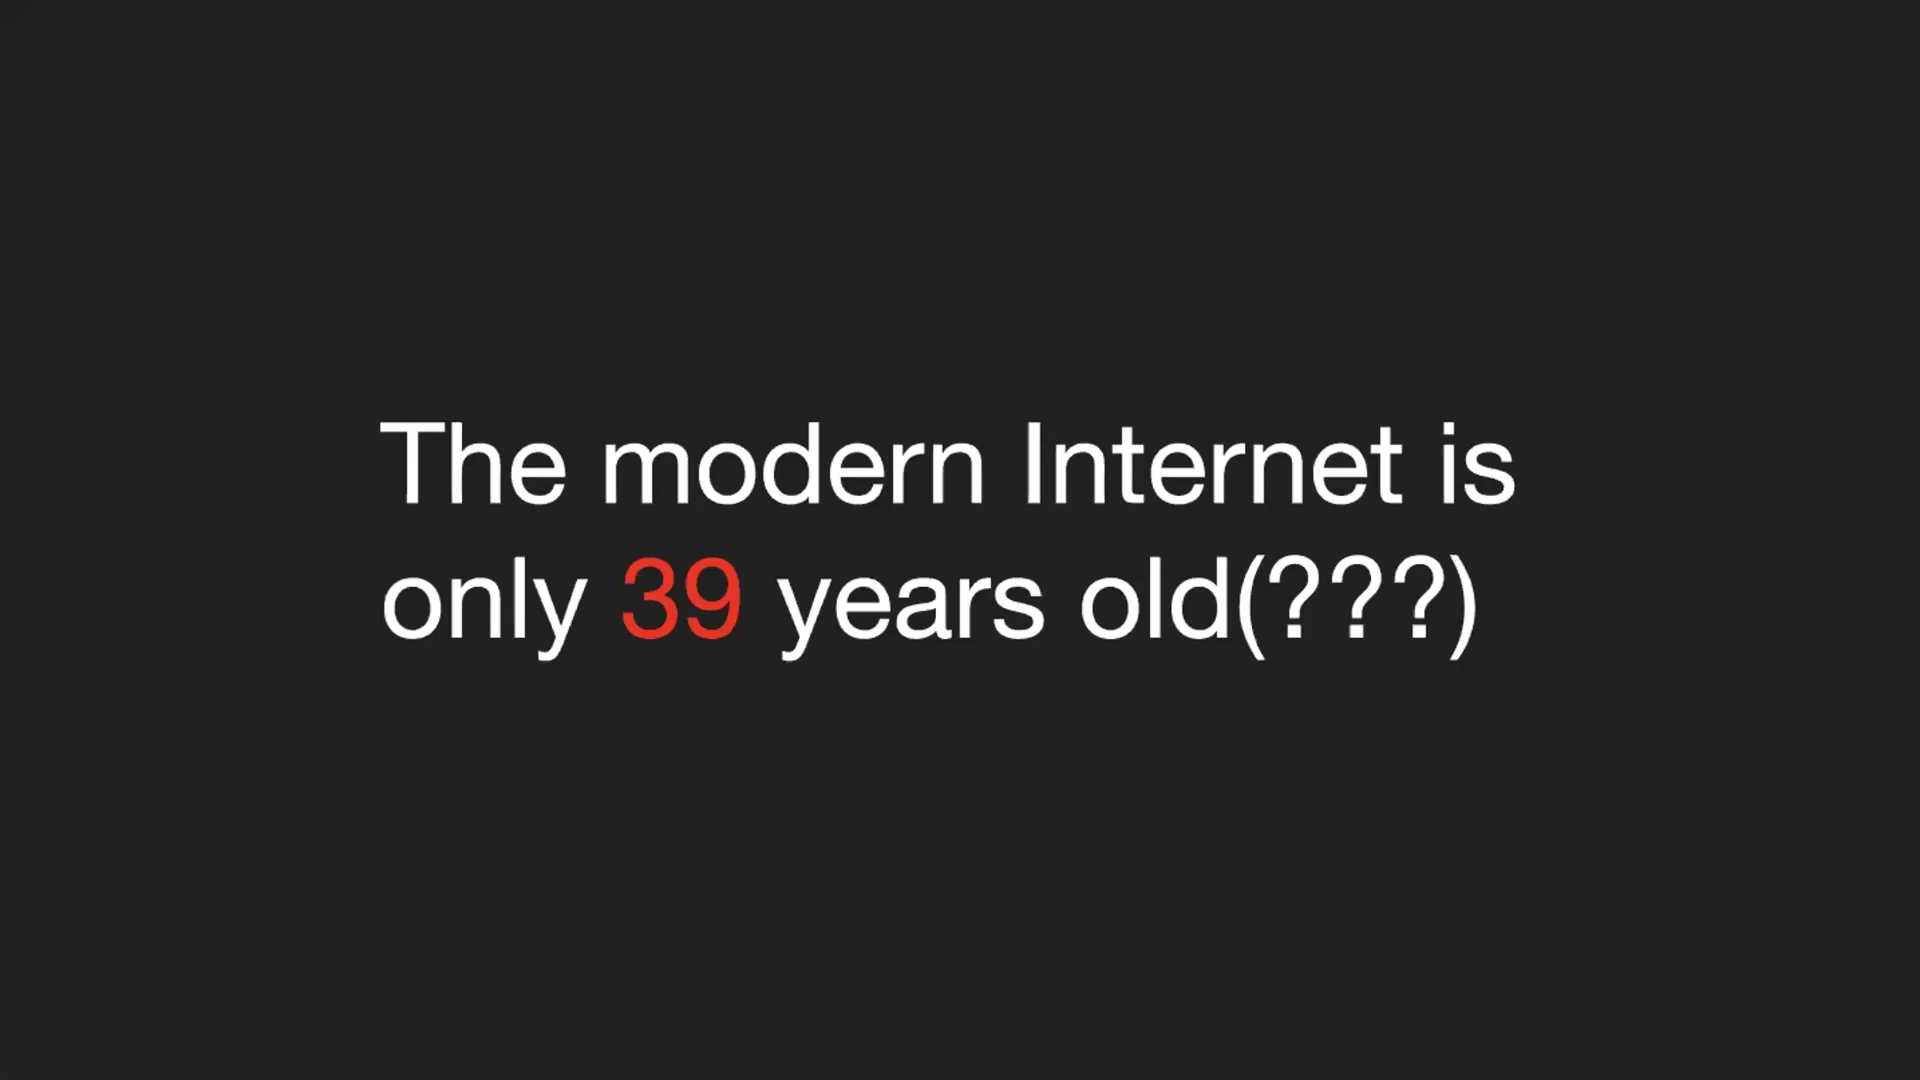 The modern Internet is
only 39 years old(???)